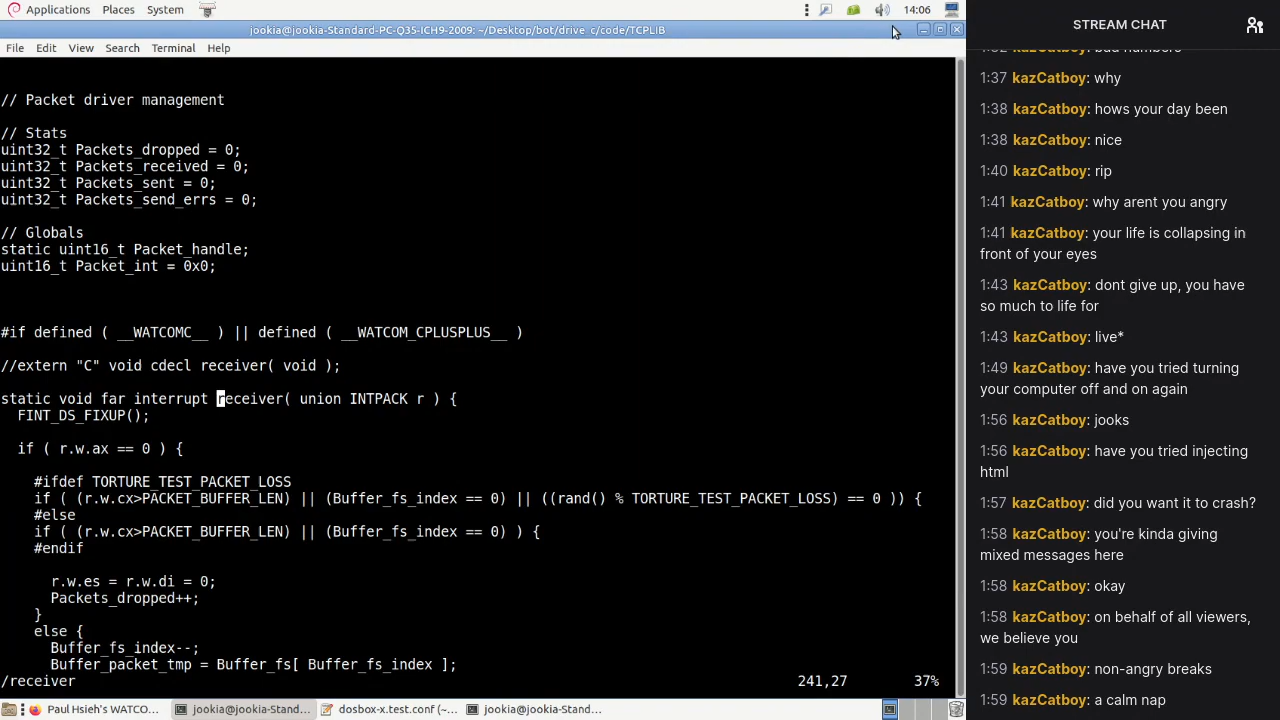 Applications Places System 14:06
jookia@jookia-Standard-PC-Q35-ICH9-2009: ~/Desktop/bot/drive_c/code/TCPLIB
File Edit View Search Terminal Help
// Packet driver management
// Stats
uint32_t Packets_dropped = 0;
uint32_t Packets_received = 0;
uint32_t Packets_sent = 0;
uint32_t Packets_send_errs = 0;
// Globals
static uint16_t Packet_handle;
uint16_t Packet_int = 0x0;
#if defined ( __WATCOMC__ ) || defined ( __WATCOM_CPLUSPLUS__ )
//extern "C" void cdecl receiver( void );
static void far interrupt receiver( union INTPACK r ) {
FINT_DS_FIXUP();
if ( r.w.ax == 0 ) {
#ifdef TORTURE_TEST_PACKET_LOSS
if ( (r.w.cx>PACKET_BUFFER_LEN) || (Buffer_fs_index == 0) || ((rand() % TORTURE_TEST_PACKET_LOSS) == 0 )) {
#else
if ( (r.w.cx>PACKET_BUFFER_LEN) || (Buffer_fs_index == 0) ) {
#endif
r.w.es = r.w.di = 0;
Packets_dropped++;
}
else {
Buffer_fs_index--;
Buffer_packet_tmp = Buffer_fs[ Buffer_fs_index ];
/receiver 241,27 37%
Paul Hsieh's WATCO... jookia@jookia-Stand... dosbox-x.test.conf (~... jookia@jookia-Stand...
STREAM CHAT
1:37 kazCatboy: why
1:38 kazCatboy: hows your day been
1:38 kazCatboy: nice
1:40 kazCatboy: rip
1:41 kazCatboy: why arent you angry
1:41 kazCatboy: your life is collapsing in
front of your eyes
1:43 kazCatboy: dont give up, you have
so much to life for
1:43 kazCatboy: live*
1:49 kazCatboy: have you tried turning
your computer off and on again
1:56 kazCatboy: jooks
1:56 kazCatboy: have you tried injecting
html
1:57 kazCatboy: did you want it to crash?
1:58 kazCatboy: you're kinda giving
mixed messages here
1:58 kazCatboy: okay
1:58 kazCatboy: on behalf of all viewers,
we believe you
1:59 kazCatboy: non-angry breaks
1:59 kazCatboy: a calm nap